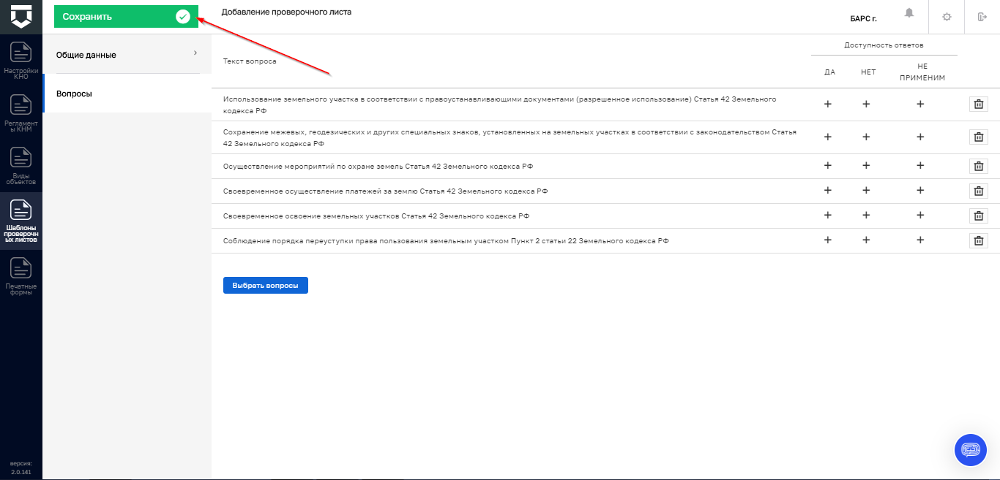 Сохранить
Добавление проверочного листа
БАРС г.
Настройки
КНО
Регламент
ы КНМ
Виды
объектов
Шаблоны
проверочн
ых листов
Печатные
формы
версия:
2.0.141
Общие данные
Вопросы
Текст вопроса
Доступность ответов
ДА
НЕТ
НЕ
ПРИМЕНИМ
Использование земельного участка в соответствии с правоустанавливающими документами (разрешенное использование) Статья 42 Земельного
кодекса РФ
Сохранение межевых, геодезических и других специальных знаков, установленных на земельных участках в соответствии с законодательством Статья
42 Земельного кодекса РФ
Осуществление мероприятий по охране земель Статья 42 Земельного кодекса РФ
Своевременное осуществление платежей за землю Статья 42 Земельного кодекса РФ
Своевременное освоение земельных участков Статья 42 Земельного кодекса РФ
Соблюдение порядка переуступки права пользования земельным участком Пункт 2 статьи 22 Земельного кодекса РФ
Выбрать вопросы